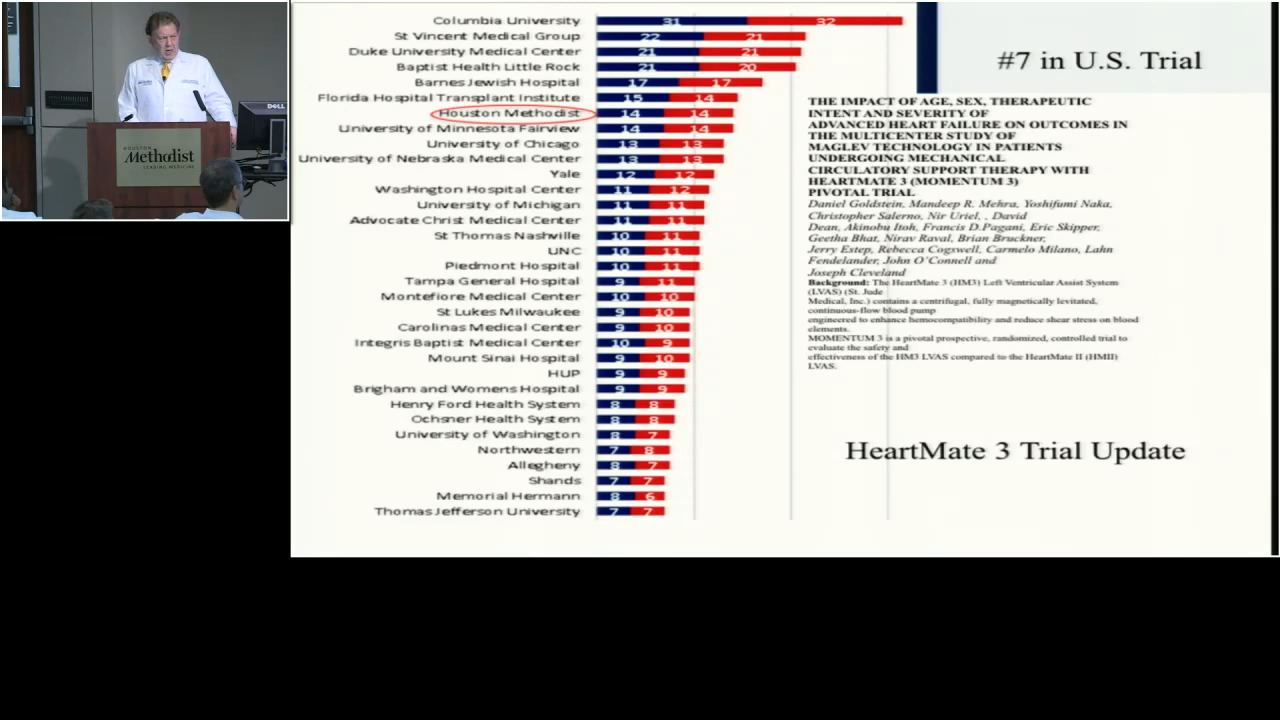 DELL
HOUSTON
Methodist
LEADING MEDICINE
Columbia University 31 32
St Vincent Medical Group 22 21
Duke University Medical Center 21 21
Baptist Health Little Rock 21 20
Barnes Jewish Hospital 17 17
Florida Hospital Transplant Institute 15 14
Houston Methodist 14 14
University of Minnesota Fairview 14 14
University of Chicago 13 13
University of Nebraska Medical Center 13 13
Yale 12 12
Washington Hospital Center 11 12
University of Michigan 11 11
Advocate Christ Medical Center 11 11
St Thomas Nashville 10 11
UNC 10 11
Piedmont Hospital 10 11
Tampa General Hospital 9 11
Montefiore Medical Center 10 10
St Lukes Milwaukee 9 10
Carolinas Medical Center 9 10
Integris Baptist Medical Center 10 9
Mount Sinai Hospital 9 10
HUP 9 9
Brigham and Womens Hospital 9 9
Henry Ford Health System 8 8
Ochsner Health System 8 8
University of Washington 8 7
Northwestern 7 8
Allegheny 8 7
Shands 7 7
Memorial Hermann 8 6
Thomas Jefferson University 7 7
#7 in U.S. Trial
THE IMPACT OF AGE, SEX, THERAPEUTIC
INTENT AND SEVERITY OF
ADVANCED HEART FAILURE ON OUTCOMES IN
THE MULTICENTER STUDY OF
MAGLEV TECHNOLOGY IN PATIENTS
UNDERGOING MECHANICAL
CIRCULATORY SUPPORT THERAPY WITH
HEARTMATE 3 (MOMENTUM 3)
PIVOTAL TRIAL
Daniel Goldstein, Mandeep R. Mehra, Yoshifumi Naka,
Christopher Salerno, Nir Uriel, , David
Dean, Akinobu Itoh, Francis D.Pagani, Eric Skipper,
Geetha Bhat, Nirav Raval, Brian Bruckner,
Jerry Estep, Rebecca Cogswell, Carmelo Milano, Lahn
Fendelander, John O'Connell and
Joseph Cleveland
Background: The HeartMate 3 (HM3) Left Ventricular Assist System
(LVAS) (St. Jude
Medical, Inc.) contains a centrifugal, fully magnetically levitated,
continuous-flow blood pump
engineered to enhance hemocompatibility and reduce shear stress on blood
elements.
MOMENTUM 3 is a pivotal prospective, randomized, controlled trial to
evaluate the safety and
effectiveness of the HM3 LVAS compared to the HeartMate II (HMII)
LVAS.
HeartMate 3 Trial Update